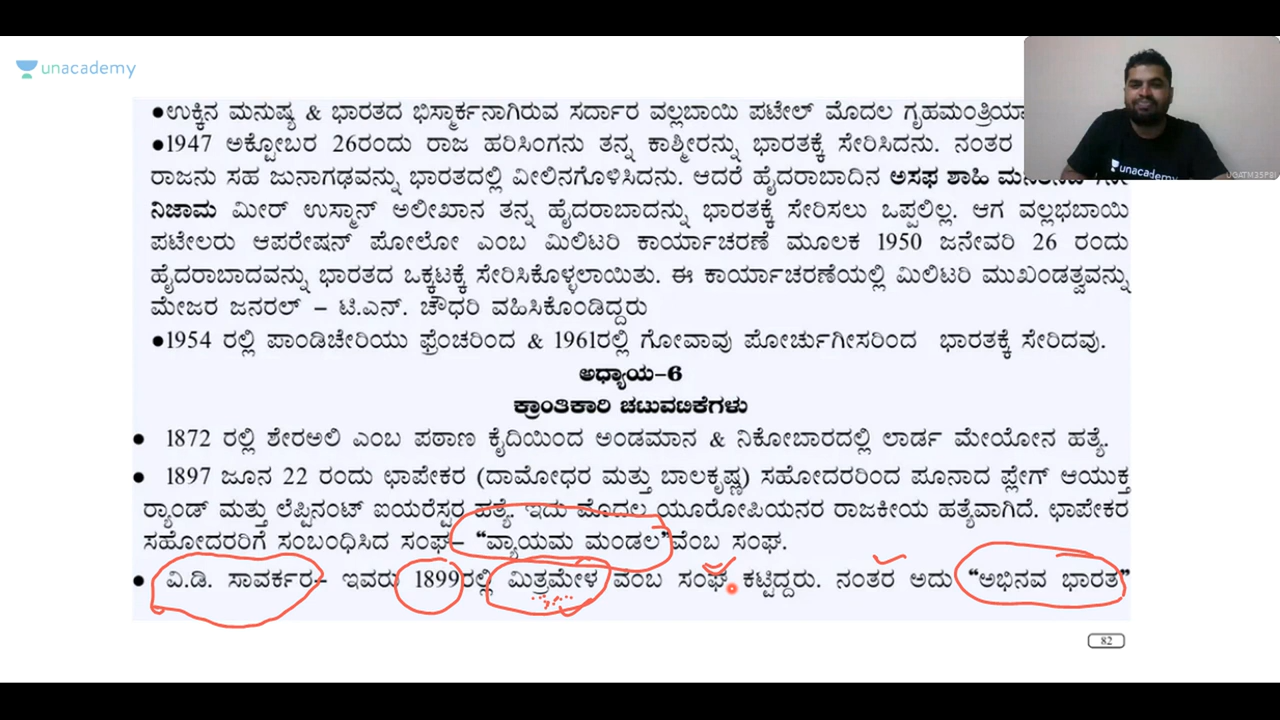 unacademy
●ಉಕ್ಕಿನ ಮನುಷ್ಯ & ಭಾರತದ ಭಿಸ್ಮಾರ್ಕನಾಗಿರುವ ಸರ್ದಾರ ವಲ್ಲಬಾಯಿ ಪಟೇಲ್ ಮೊದಲ
●1947 ಅಕ್ಟೋಬರ 26ರಂದು ರಾಜ ಹರಿಸಿಂಗನು ತನ್ನ ಕಾಶ್ಮೀರನ್ನು ಭಾರತಕ್ಕೆ ಸೇರಿಸಿದನು. ನಂತರ
unacademy
ರಾಜನು ಸಹ ಜುನಾಗಢವನ್ನು ಭಾರತದಲ್ಲಿ ವೀಲಿನಗೊಳಿಸಿದನು. ಆದರೆ ಹೈದರಾಬಾದಿನ ಅಸಫ ಶಾಹಿ
ನಿಜಾಮ ಮೀರ್ ಉಸ್ಮಾನ್ ಅಲೀಖಾನ ತನ್ನ ಹೈದರಾಬಾದನ್ನು ಭಾರತಕ್ಕೆ ಸೇರಿಸಲು ಒಪ್ಪಲಿಲ್ಲ. ಆಗ ವಲ್ಲಭಬಾಯಿ
ಪಟೇಲರು ಆಪರೇಷನ್ ಪೋಲೋ ಎಂಬ ಮಿಲಿಟರಿ ಕಾರ್ಯಾಚರಣೆ ಮೂಲಕ 1950 ಜನೇವರಿ 26 ರಂದು
ಹೈದರಾಬಾದವನ್ನು ಭಾರತದ ಒಕ್ಕಟಕ್ಕೆ ಸೇರಿಸಿಕೊಳ್ಳಲಾಯಿತು. ಈ ಕಾರ್ಯಾಚರಣೆಯಲ್ಲಿ ಮಿಲಿಟರಿ ಮುಖಂಡತ್ವವನ್ನು
ಮೇಜರ ಜನರಲ್ – ಟಿ.ಎನ್. ಚೌಧರಿ ವಹಿಸಿಕೊಂಡಿದ್ದರು
●1954 ರಲ್ಲಿ ಪಾಂಡಿಚೇರಿಯು ಫ್ರೆಂಚರಿಂದ & 1961ರಲ್ಲಿ ಗೋವಾವು ಪೋರ್ಚುಗೀಸರಿಂದ ಭಾರತಕ್ಕೆ ಸೇರಿದವು.
ಅಧ್ಯಾಯ–6
ಕ್ರಾಂತಿಕಾರಿ ಚಟುವಟಿಕೆಗಳು
● 1872 ರಲ್ಲಿ ಶೇರಅಲಿ ಎಂಬ ಪಠಾಣ ಕೈದಿಯಿಂದ ಅಂಡಮಾನ & ನಿಕೋಬಾರದಲ್ಲಿ ಲಾರ್ಡ ಮೇಯೋನ ಹತ್ಯೆ.
● 1897 ಜೂನ 22 ರಂದು ಛಾಪೇಕರ (ದಾಮೋಧರ ಮತ್ತು ಬಾಲಕೃಷ್ಣ) ಸಹೋದರರಿಂದ ಪೂನಾದ ಪ್ಲೇಗ್ ಆಯುಕ್ತ
ರ‍್ಯಾಂಡ್ ಮತ್ತು ಲೆಪ್ಟಿನಂಟ್ ಐಯರೆಸ್ಟರ ಹತ್ಯೆ. ಇದು ಮೊದಲ ಯೂರೋಪಿಯನರ ರಾಜಕೀಯ ಹತ್ಯೆವಾಗಿದೆ. ಛಾಪೇಕರ
ಸಹೋದರರಿಗೆ ಸಂಬಂಧಿಸಿದ ಸಂಘ– “ವ್ಯಾಯಮ ಮಂಡಲ”ವೆಂಬ ಸಂಘ.
● ವಿ.ಡಿ. ಸಾವರ್ಕರ– ಇವರು 1899ರಲ್ಲಿ ಮಿತ್ರಮೇಳ ವೆಂಬ ಸಂಘ ಕಟ್ಟಿದ್ದರು. ನಂತರ ಅದು “ಅಭಿನವ ಭಾರತ”
82